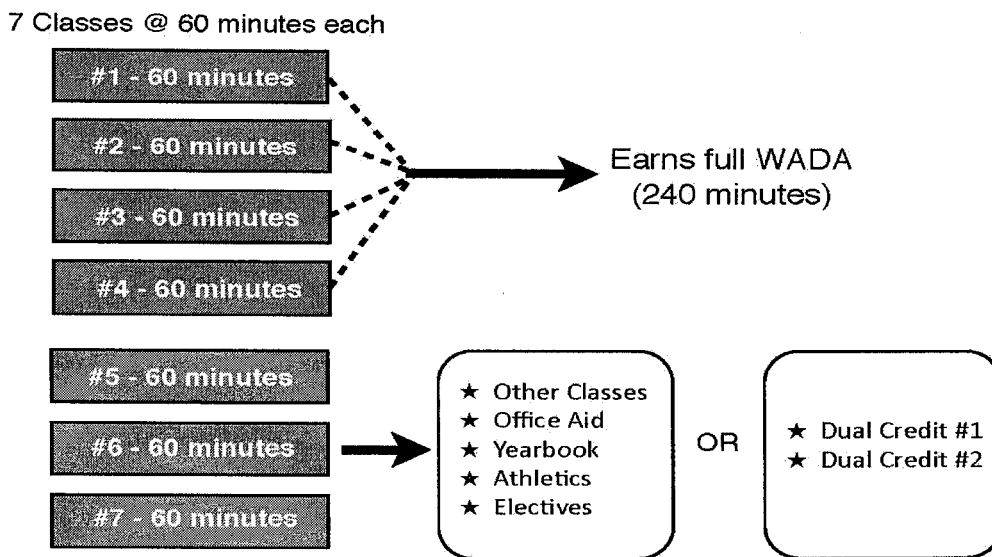 7 Classes @ 60 minutes each
#1 - 60 minutes
#2 - 60 minutes
#3 - 60 minutes
#4 - 60 minutes
Earns full WADA
(240 minutes)
#5 - 60 minutes
#6 - 60 minutes
#7 - 60 minutes
★ Other Classes
★ Office Aid
★ Yearbook
★ Athletics
★ Electives
OR
★ Dual Credit #1
★ Dual Credit #2